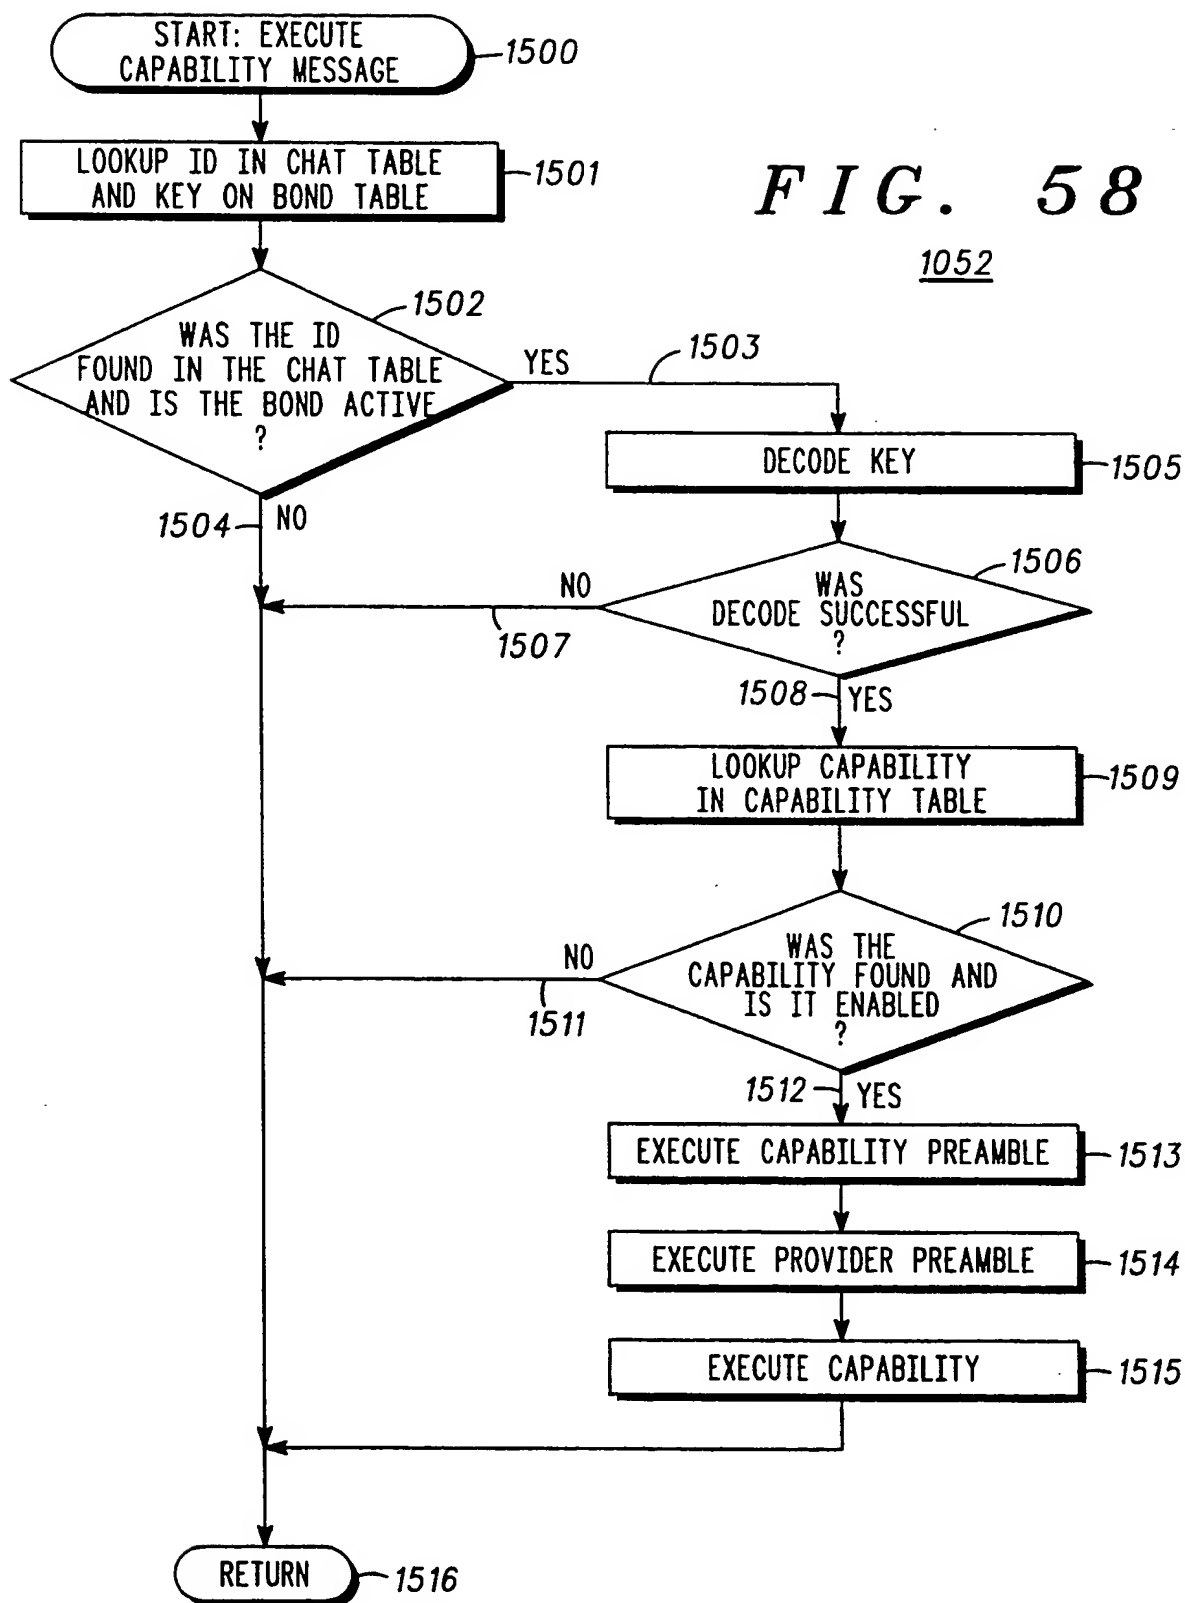 START: EXECUTE
CAPABILITY MESSAGE
1500
LOOKUP ID IN CHAT TABLE
AND KEY ON BOND TABLE
1501
FIG. 58
1052
1502
WAS THE ID
FOUND IN THE CHAT TABLE
AND IS THE BOND ACTIVE
?
YES
1503
DECODE KEY
1505
1504
NO
1506
WAS
DECODE SUCCESSFUL
?
NO
1507
1508
YES
LOOKUP CAPABILITY
IN CAPABILITY TABLE
1509
1510
WAS THE
CAPABILITY FOUND AND
IS IT ENABLED
?
NO
1511
1512
YES
EXECUTE CAPABILITY PREAMBLE
1513
EXECUTE PROVIDER PREAMBLE
1514
EXECUTE CAPABILITY
1515
RETURN
1516